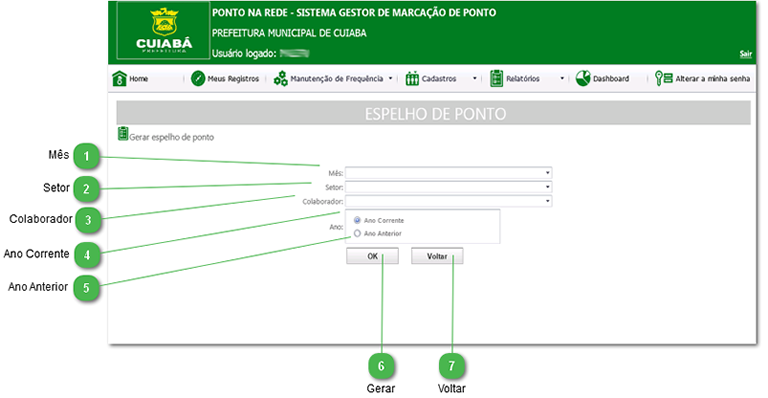 PONTO NA REDE - SISTEMA GESTOR DE MARCAÇÃO DE PONTO
PREFEITURA MUNICIPAL DE CUIABA
CUIABÁ
PREFEITURA
Usuário logado:
Sair
Home Meus Registros Manutenção de Frequência Cadastros Relatórios Dashboard Alterar a minha senha
ESPELHO DE PONTO
Gerar espelho de ponto
Mês 1
Mês:
Setor 2
Setor:
Colaborador 3
Colaborador:
Ano Corrente 4
Ano:
Ano Corrente
Ano Anterior
Ano Anterior 5
OK Voltar
6 7
Gerar Voltar